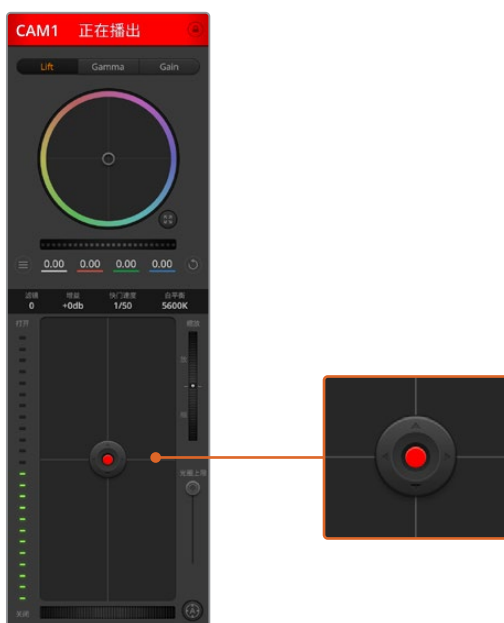 CAM1 正在播出
Lift Gamma Gain
0.00 0.00 0.00 0.00
滤镜 增益 快门速度 白平衡
0 +0db 1/50 5600K
打开 缩放
光圈上限
关闭